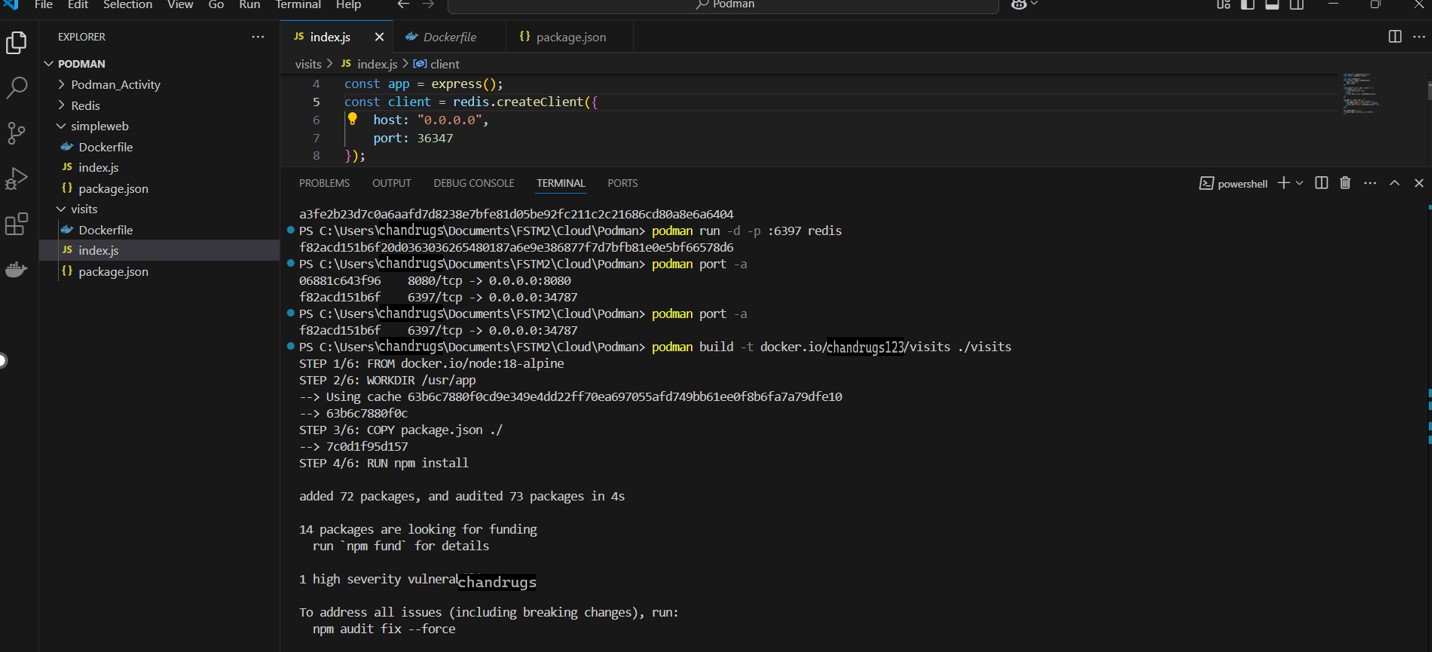 File Edit Selection View Go Run Terminal Help Podman
EXPLORER
PODMAN
Podman_Activity
Redis
simpleweb
Dockerfile
JS index.js
{} package.json
visits
Dockerfile
JS index.js
{} package.json
JS index.js Dockerfile {} package.json
visits > JS index.js > client
4 const app = express();
5 const client = redis.createClient({
6 host: "0.0.0.0",
7 port: 36347
8 });
PROBLEMS OUTPUT DEBUG CONSOLE TERMINAL PORTS powershell
a3fe2b23d7c0a6aafd7d8238e7bfe81d05be92fc211c2c21686cd80a8e6a6404
PS C:\Users\chandrugs\Documents\FSTM2\Cloud\Podman> podman run -d -p :6397 redis
f82acd151b6f20d0363036265480187a6e9e386877f7d7bfb81e0e5bf66578d6
PS C:\Users\chandrugs\Documents\FSTM2\Cloud\Podman> podman port -a
06881c643f96 8080/tcp -> 0.0.0.0:8080
f82acd151b6f 6397/tcp -> 0.0.0.0:34787
PS C:\Users\chandrugs\Documents\FSTM2\Cloud\Podman> podman port -a
f82acd151b6f 6397/tcp -> 0.0.0.0:34787
PS C:\Users\chandrugs\Documents\FSTM2\Cloud\Podman> podman build -t docker.io/chandrugs123/visits ./visits
STEP 1/6: FROM docker.io/node:18-alpine
STEP 2/6: WORKDIR /usr/app
--> Using cache 63b6c7880f0cd9e349e4dd22ff70ea697055afd749bb61ee0f8b6fa7a79dfe10
--> 63b6c7880f0c
STEP 3/6: COPY package.json ./
--> 7c0d1f95d157
STEP 4/6: RUN npm install
added 72 packages, and audited 73 packages in 4s
14 packages are looking for funding
run `npm fund` for details
1 high severity vulneral chandrugs
To address all issues (including breaking changes), run:
npm audit fix --force